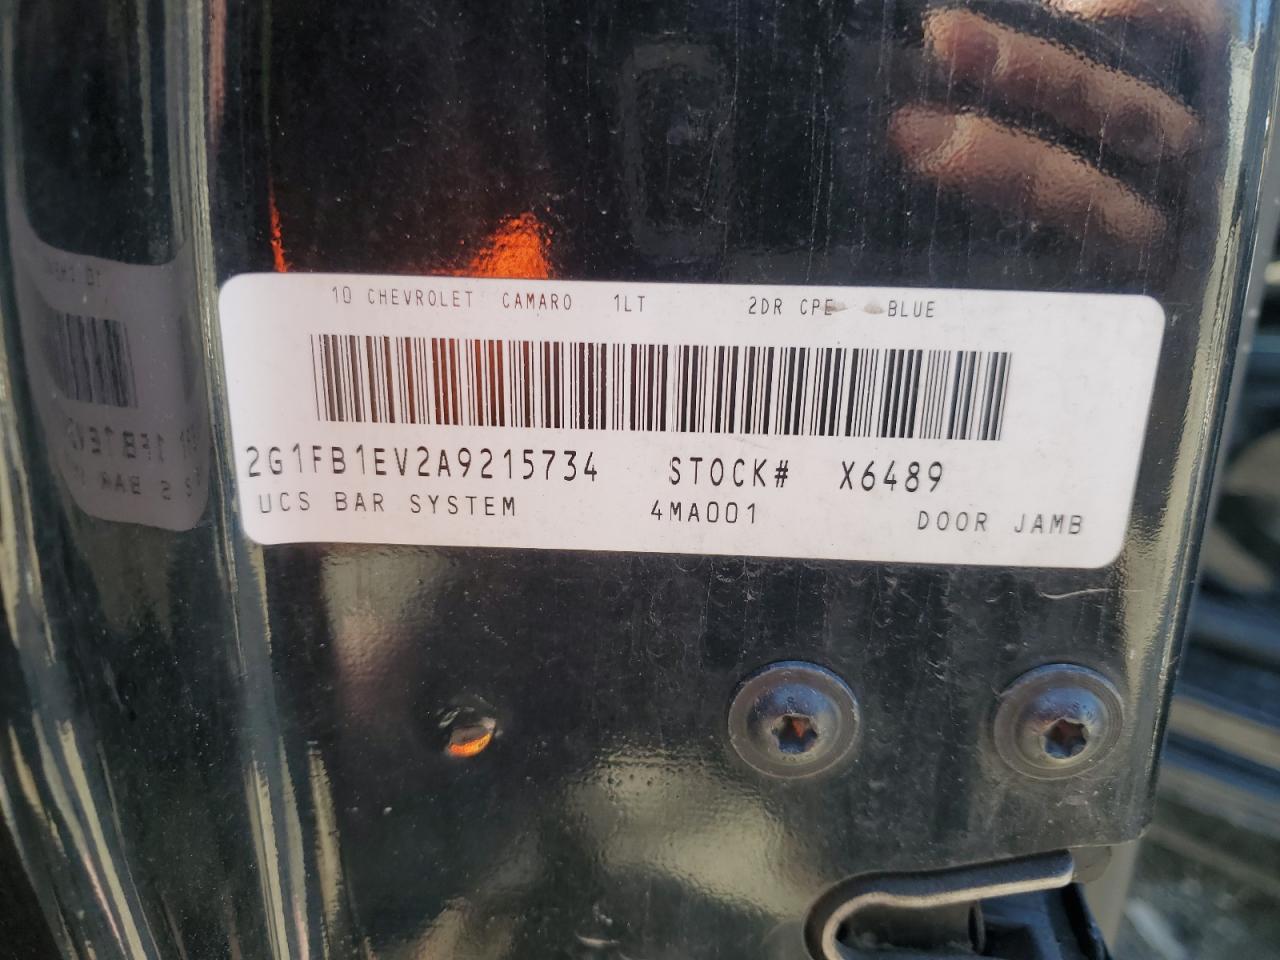 10 CHEVROLET CAMARO 1LT 2DR CPE BLUE
2G1FB1EV2A9215734 STOCK# X6489
UCS BAR SYSTEM 4MA001 DOOR JAMB